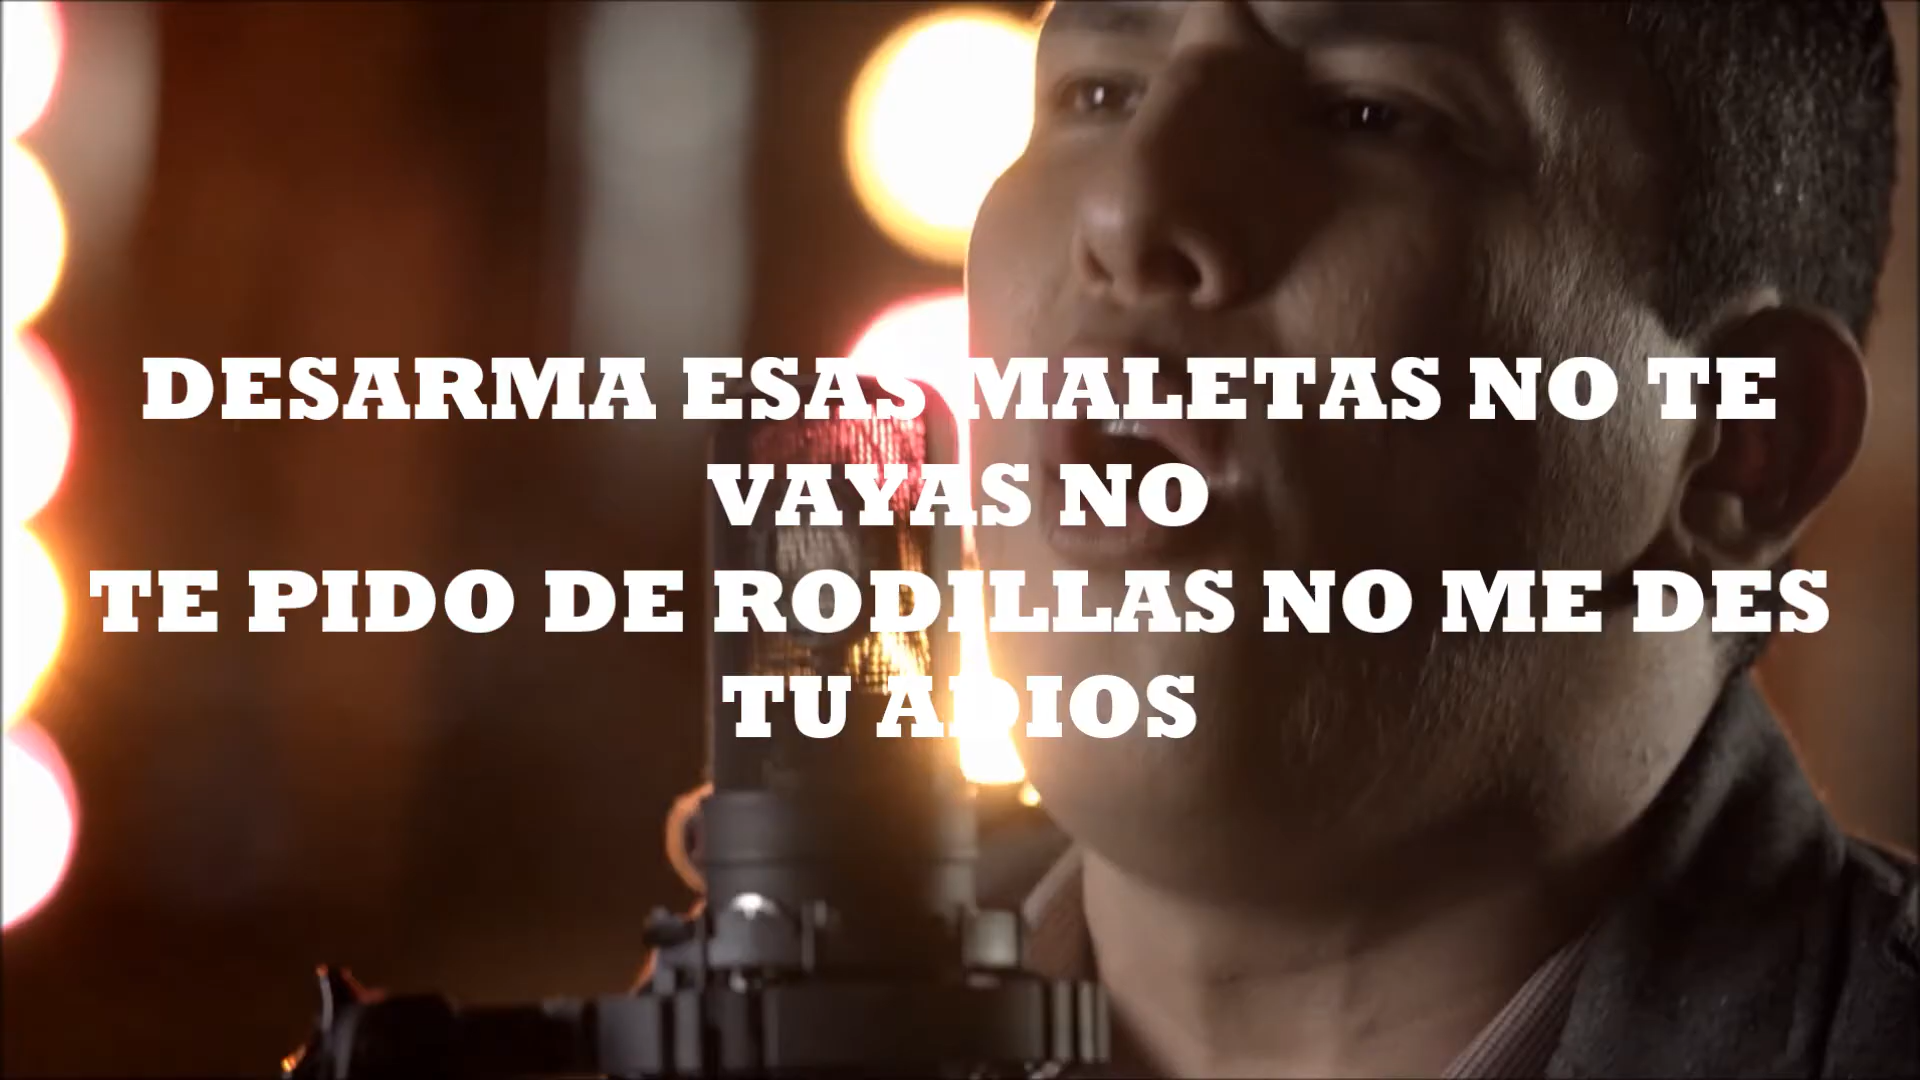 DESARMA ESAS MALETAS NO TE
VAYAS NO
TE PIDO DE RODILLAS NO ME DES
TU ADIOS